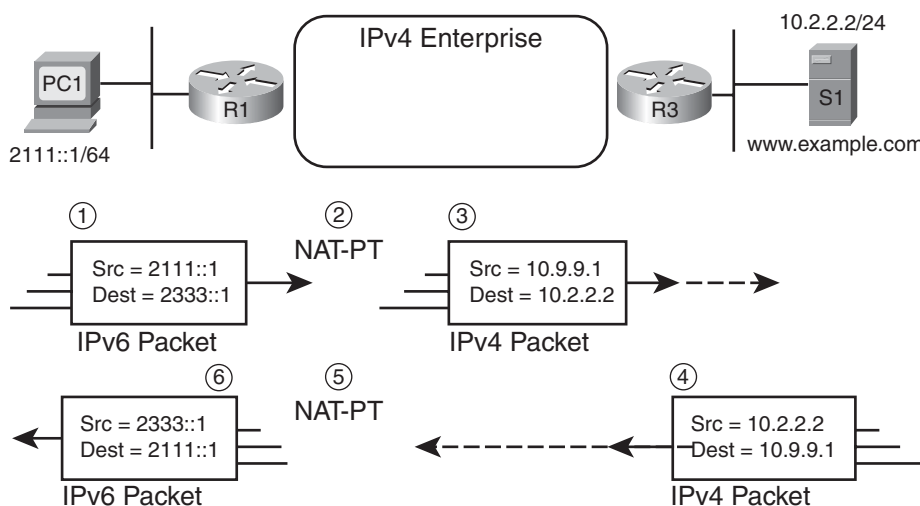 IPv4 Enterprise
10.2.2.2/24
PC1
R1
R3
S1
2111::1/64
www.example.com
1
2
3
NAT-PT
Src = 2111::1
Dest = 2333::1
Src = 10.9.9.1
Dest = 10.2.2.2
IPv6 Packet
IPv4 Packet
6
5
4
NAT-PT
Src = 2333::1
Dest = 2111::1
Src = 10.2.2.2
Dest = 10.9.9.1
IPv6 Packet
IPv4 Packet